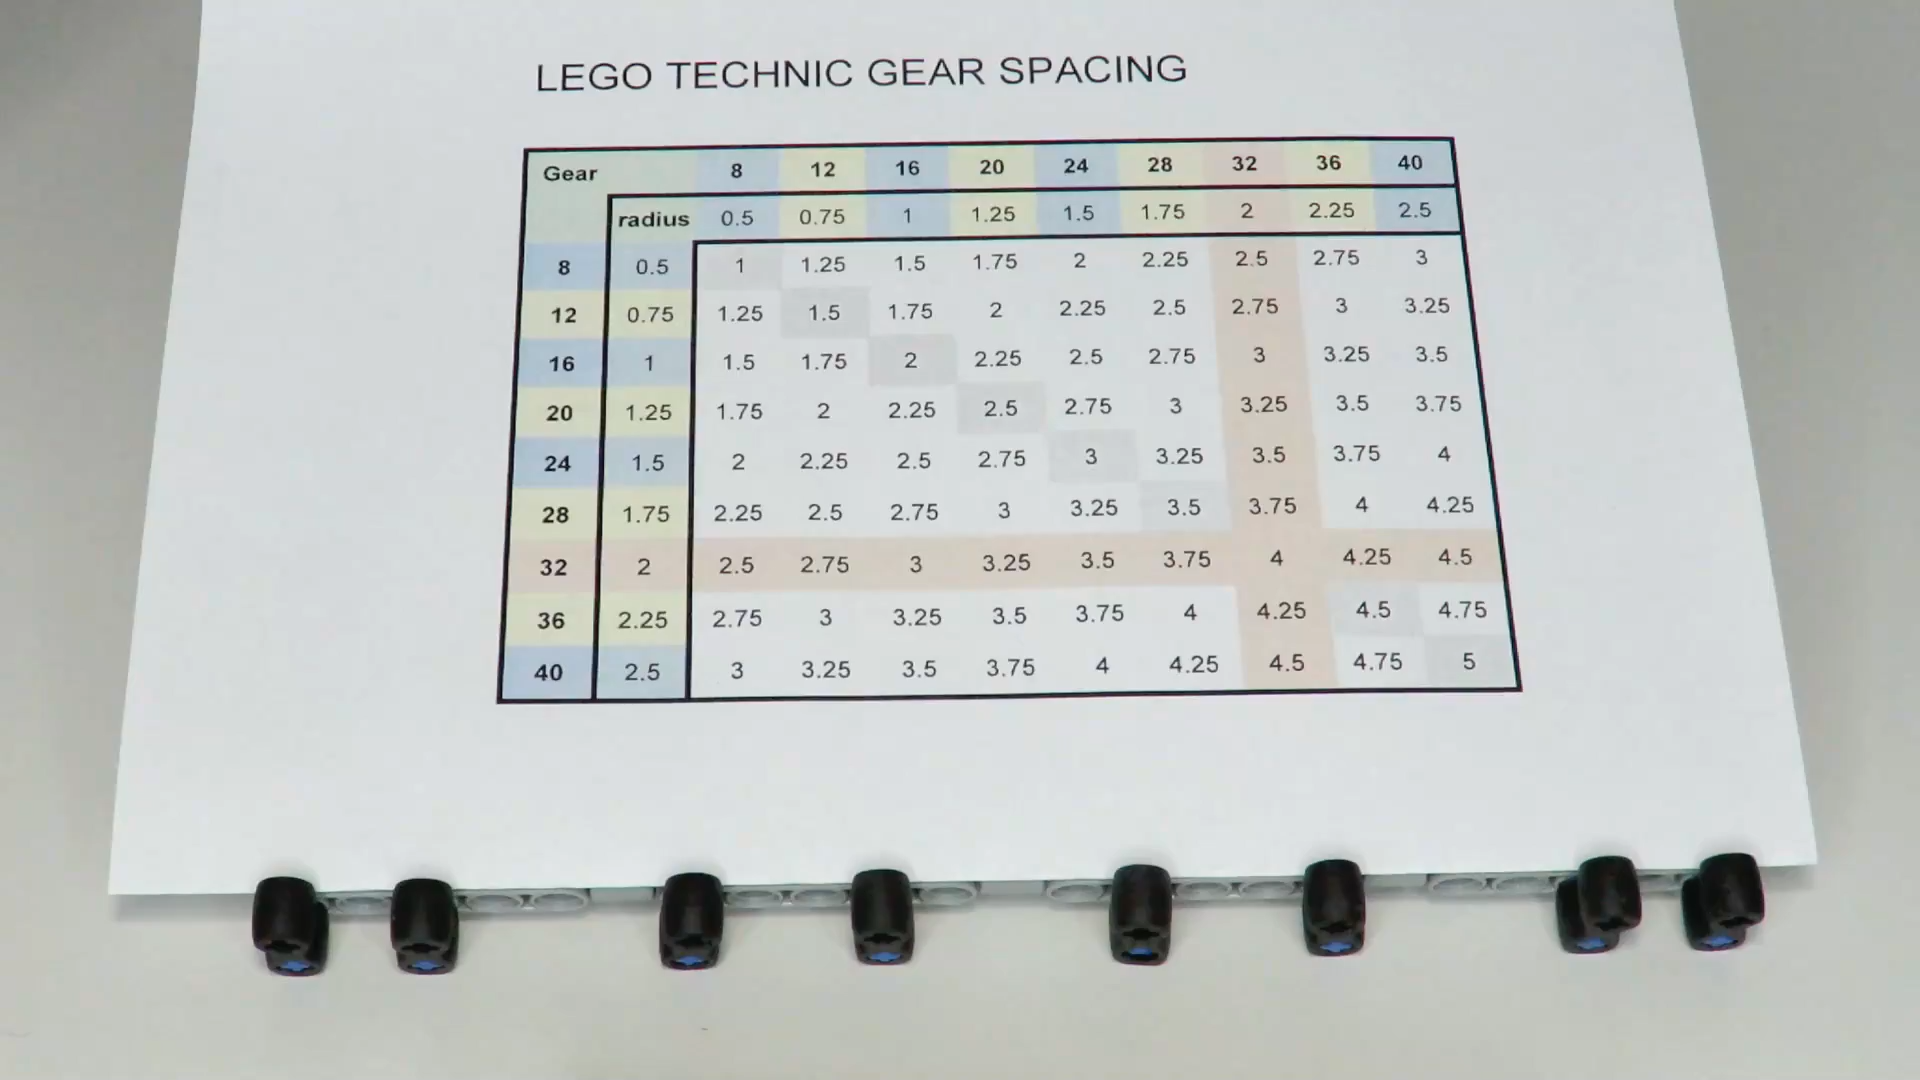 LEGO TECHNIC GEAR SPACING
Gear 8 12 16 20 24 28 32 36 40
radius 0.5 0.75 1 1.25 1.5 1.75 2 2.25 2.5
8 0.5 1 1.25 1.5 1.75 2 2.25 2.5 2.75 3
12 0.75 1.25 1.5 1.75 2 2.25 2.5 2.75 3 3.25
16 1 1.5 1.75 2 2.25 2.5 2.75 3 3.25 3.5
20 1.25 1.75 2 2.25 2.5 2.75 3 3.25 3.5 3.75
24 1.5 2 2.25 2.5 2.75 3 3.25 3.5 3.75 4
28 1.75 2.25 2.5 2.75 3 3.25 3.5 3.75 4 4.25
32 2 2.5 2.75 3 3.25 3.5 3.75 4 4.25 4.5
36 2.25 2.75 3 3.25 3.5 3.75 4 4.25 4.5 4.75
40 2.5 3 3.25 3.5 3.75 4 4.25 4.5 4.75 5